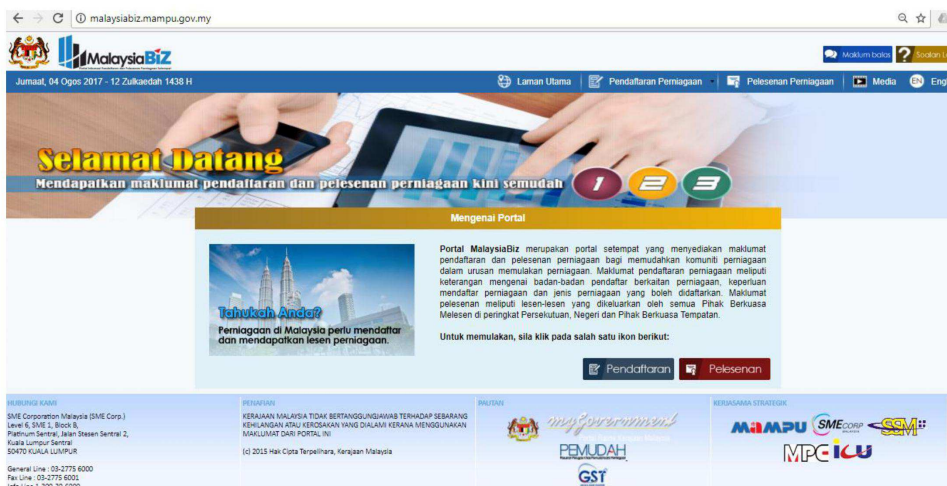 malaysiabiz.mampu.gov.my
MalaysiaBiZ
Maklum balas
? Soalan L
Jumaat, 04 Ogos 2017 - 12 Zulkaedah 1438 H
Laman Utama
Pendaftaran Perniagaan
Pelesenan Perniagaan
Media
EN Eng
Selamat Datang
Mendapatkan maklumat pendaftaran dan pelesenan perniagaan kini semudah 1 2 3
Mengenai Portal
Tahukah Anda?
Perniagaan di Malaysia perlu mendaftar
dan mendapatkan lesen perniagaan.
Portal MalaysiaBiz merupakan portal setempat yang menyediakan maklumat
pendaftaran dan pelesenan perniagaan bagi memudahkan komuniti perniagaan
dalam urusan memulakan perniagaan. Maklumat pendaftaran perniagaan meliputi
keterangan mengenai badan-badan pendaftar berkaitan perniagaan, keperluan
mendaftar perniagaan dan jenis perniagaan yang boleh didaftarkan. Maklumat
pelesenan meliputi lesen-lesen yang dikeluarkan oleh semua Pihak Berkuasa
Melesen di peringkat Persekutuan, Negeri dan Pihak Berkuasa Tempatan.
Untuk memulakan, sila klik pada salah satu ikon berikut:
Pendaftaran
Pelesenan
HUBUNGI KAMI
SME Corporation Malaysia (SME Corp.)
Level 6, SME 1, Block B,
Platinum Sentral, Jalan Stesen Sentral 2,
Kuala Lumpur Sentral
50470 KUALA LUMPUR
General Line : 03-2775 6000
Fax Line : 03-2775 6001
Info Line 1-300-30-6000
PENAFIAN
KERAJAAN MALAYSIA TIDAK BERTANGGUNGJAWAB TERHADAP SEBARANG
KEHILANGAN ATAU KEROSAKAN YANG DIALAMI KERANA MENGGUNAKAN
MAKLUMAT DARI PORTAL INI
(c) 2015 Hak Cipta Terpelihara, Kerajaan Malaysia
PAUTAN
myGovernment
PEMUDAH
GST
KERJASAMA STRATEGIK
MAMPU
SME CORP
SSM
MPC
ICU